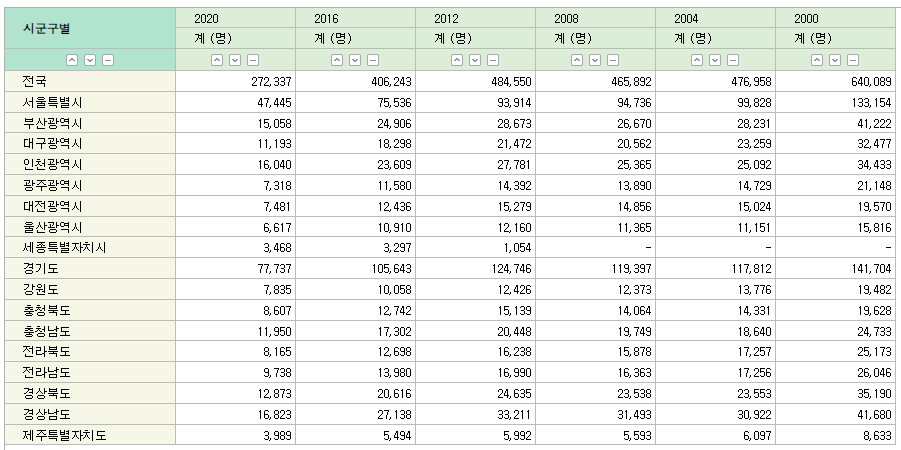 시군구별 2020 2016 2012 2008 2004 2000
계 (명) 계 (명) 계 (명) 계 (명) 계 (명) 계 (명)
전국 272,337 406,243 484,550 465,892 476,958 640,089
서울특별시 47,445 75,536 93,914 94,736 99,828 133,154
부산광역시 15,058 24,906 28,673 26,670 28,231 41,222
대구광역시 11,193 18,298 21,472 20,562 23,259 32,477
인천광역시 16,040 23,609 27,781 25,365 25,092 34,433
광주광역시 7,318 11,580 14,392 13,890 14,729 21,148
대전광역시 7,481 12,436 15,279 14,856 15,024 19,570
울산광역시 6,617 10,910 12,160 11,365 11,151 15,816
세종특별자치시 3,468 3,297 1,054 - - -
경기도 77,737 105,643 124,746 119,397 117,812 141,704
강원도 7,835 10,058 12,426 12,373 13,776 19,482
충청북도 8,607 12,742 15,139 14,064 14,331 19,628
충청남도 11,950 17,302 20,448 19,749 18,640 24,733
전라북도 8,165 12,698 16,238 15,878 17,257 25,173
전라남도 9,738 13,980 16,990 16,363 17,256 26,046
경상북도 12,873 20,616 24,635 23,538 23,553 35,190
경상남도 16,823 27,138 33,211 31,493 30,922 41,680
제주특별자치도 3,989 5,494 5,992 5,593 6,097 8,633